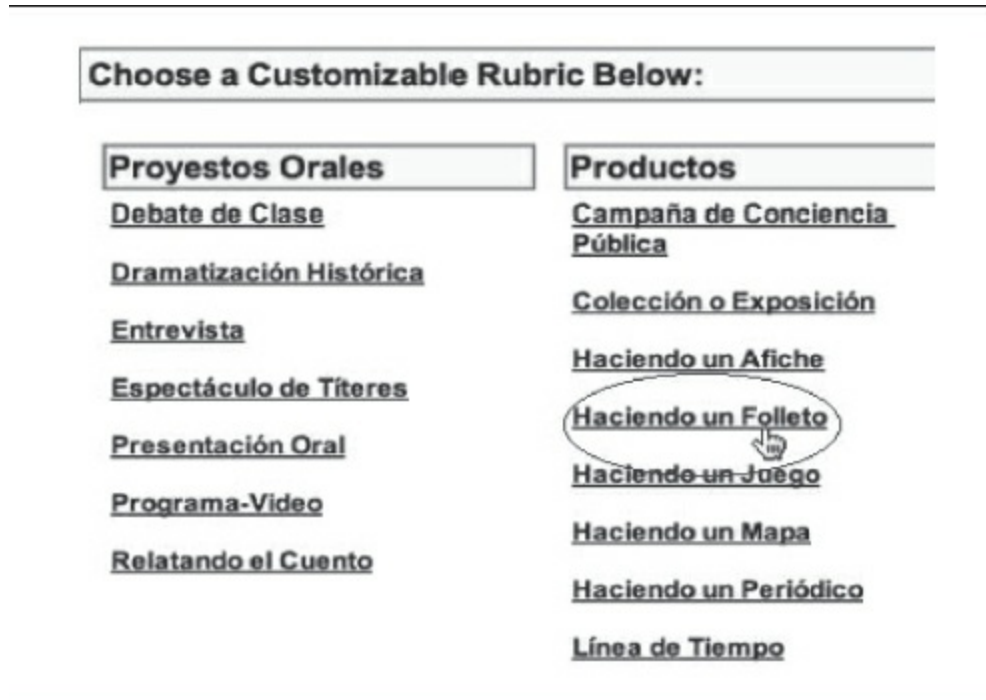 Choose a Customizable Rubric Below:
Proyestos Orales
Debate de Clase
Dramatización Histórica
Entrevista
Espectáculo de Títeres
Presentación Oral
Programa-Video
Relatando el Cuento
Productos
Campaña de Conciencia
Pública
Colección o Exposición
Haciendo un Afiche
Haciendo un Folleto
Haciendo un Juego
Haciendo un Mapa
Haciendo un Periódico
Línea de Tiempo